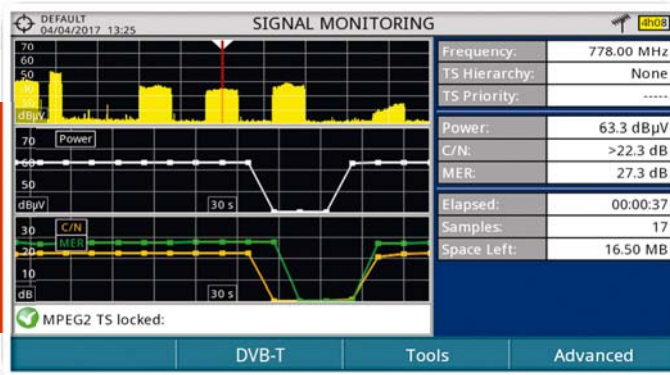 DEFAULT
04/04/2017 13:25
SIGNAL MONITORING
4h08
70
60
50
dBµV
Frequency: 778.00 MHz
TS Hierarchy: None
TS Priority: -----
70
Power
60
50
dBµV
30 s
Power: 63.3 dBµV
C/N: >22.3 dB
MER: 27.3 dB
30
C/N
MER
20
10
dB
30 s
Elapsed: 00:00:37
Samples: 17
Space Left: 16.50 MB
MPEG2 TS locked:
DVB-T
Tools
Advanced